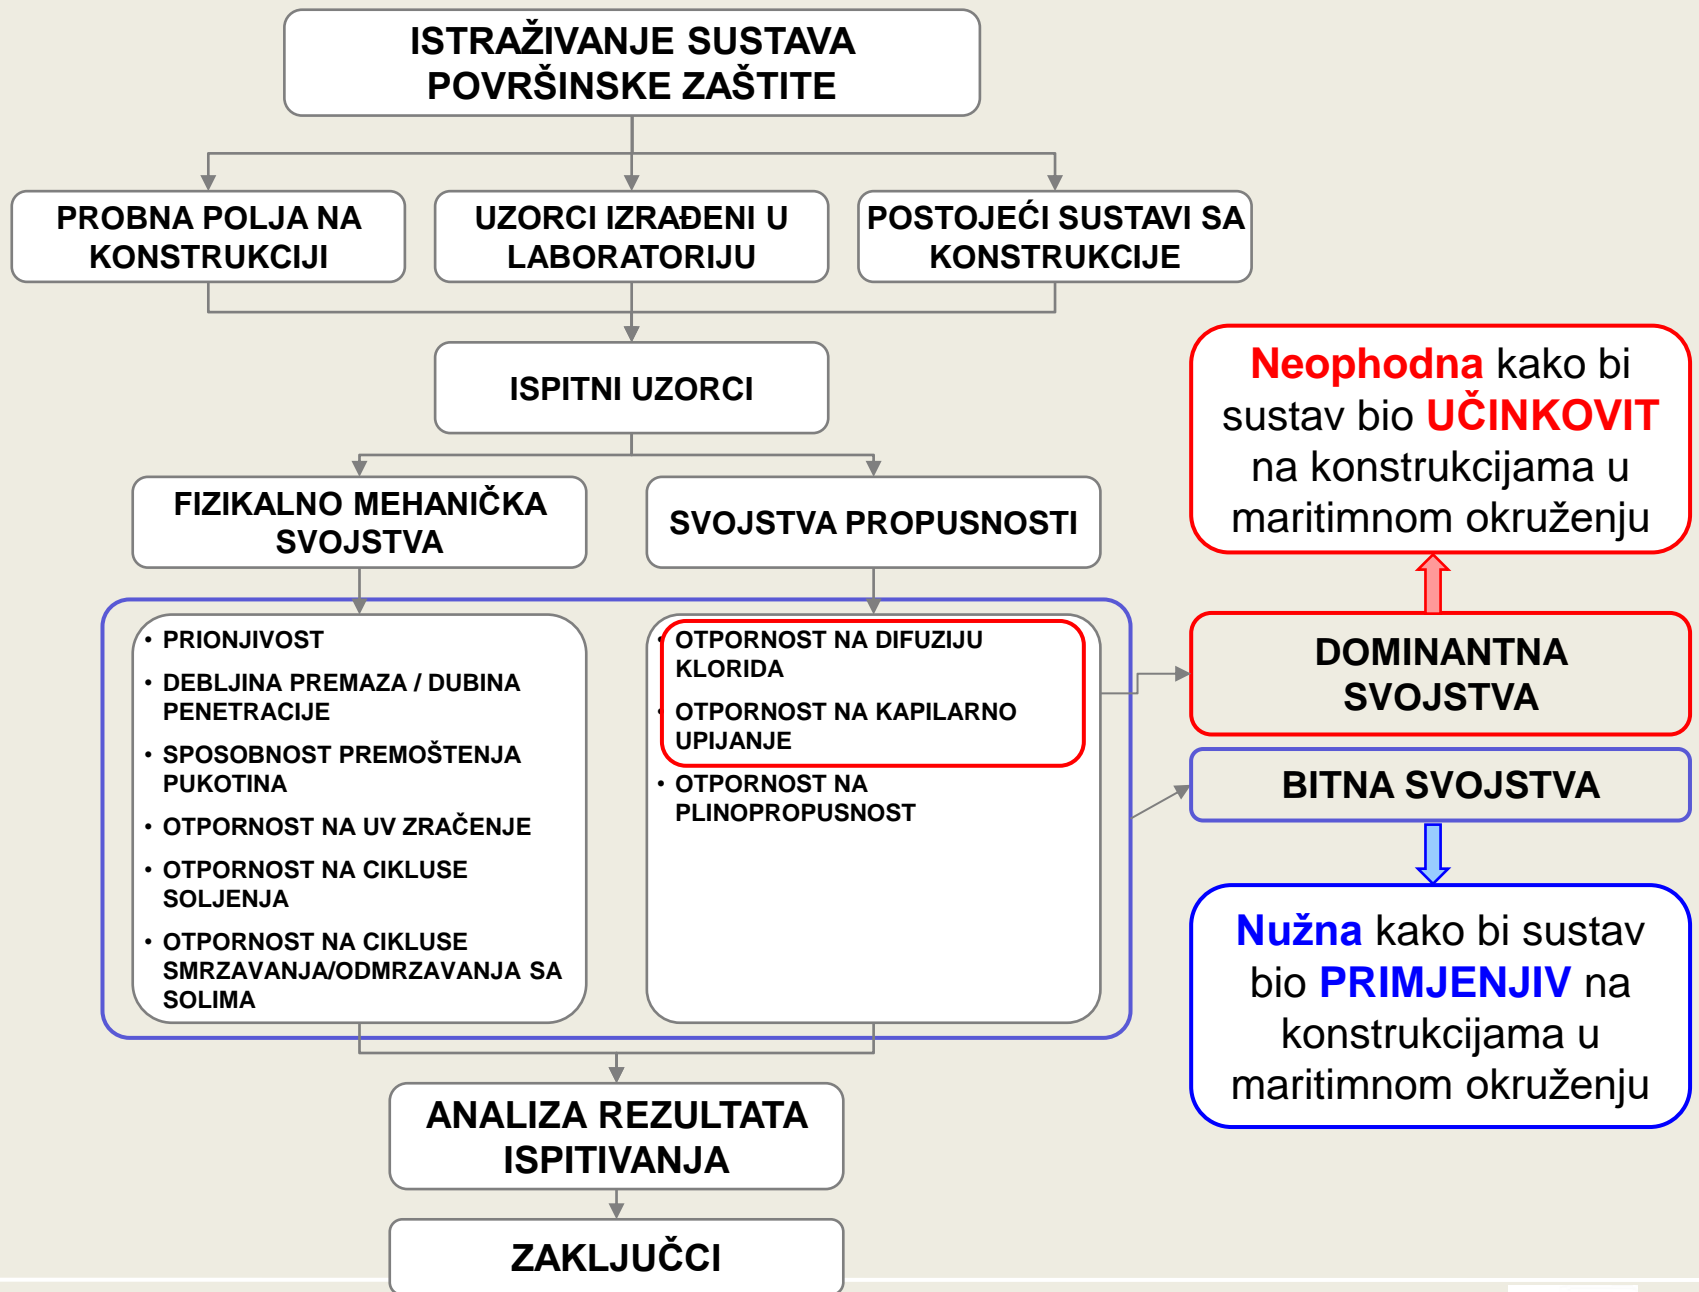 ISTRAŽIVANJE SUSTAVA
POVRŠINSKE ZAŠTITE
PROBNA POLJA NA
KONSTRUKCIJI
UZORCI IZRAĐENI U
LABORATORIJU
POSTOJEĆI SUSTAVI SA
KONSTRUKCIJE
ISPITNI UZORCI
FIZIKALNO MEHANIČKA
SVOJSTVA
SVOJSTVA PROPUSNOSTI
• PRIONJIVOST
• DEBLJINA PREMAZA / DUBINA
PENETRACIJE
• SPOSOBNOST PREMOŠTENJA
PUKOTINA
• OTPORNOST NA UV ZRAČENJE
• OTPORNOST NA CIKLUSE
SOLJENJA
• OTPORNOST NA CIKLUSE
SMRZAVANJA/ODMRZAVANJA SA
SOLIMA
• OTPORNOST NA DIFUZIJU
KLORIDA
• OTPORNOST NA KAPILARNO
UPIJANJE
• OTPORNOST NA
PLINOPROPUSNOST
Neophodna kako bi
sustav bio UČINKOVIT
na konstrukcijama u
maritimnom okruženju
DOMINANTNA
SVOJSTVA
BITNA SVOJSTVA
Nužna kako bi sustav
bio PRIMJENJIV na
konstrukcijama u
maritimnom okruženju
ANALIZA REZULTATA
ISPITIVANJA
ZAKLJUČCI